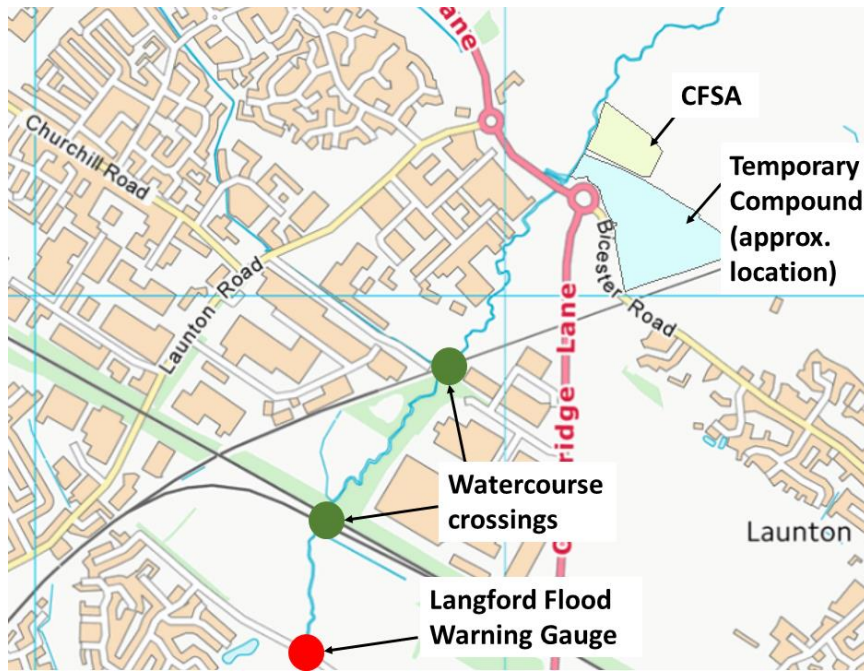 ane
CFSA
Churchill Road
Temporary
Compound
(approx.
location)
Bicester Road
Launton Road
ridge Lane
Watercourse
crossings
Launton
Langford Flood
Warning Gauge